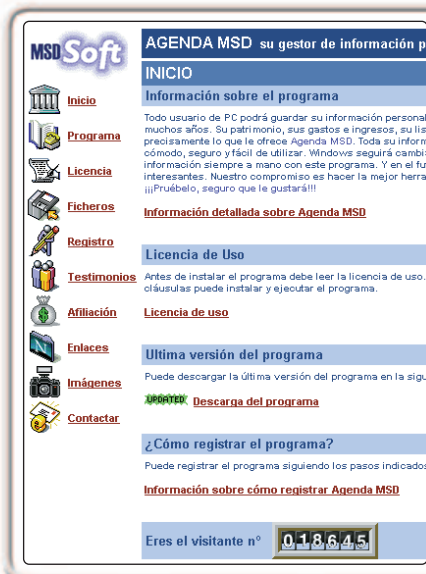 MSD Soft
AGENDA MSD su gestor de información p
INICIO
Inicio
Programa
Licencia
Ficheros
Registro
Testimonios
Afiliación
Enlaces
Imágenes
Contactar
Información sobre el programa
Todo usuario de PC podrá guardar su información personal
muchos años. Su patrimonio, sus gastos e ingresos, su lis
precisamente lo que le ofrece Agenda MSD. Toda su inform
cómodo, seguro y fácil de utilizar. Windows seguirá cambi
información siempre a mano con este programa. Y en el fu
interesantes. Nuestro compromiso es hacer la mejor herra
¡¡¡Pruébelo, seguro que le gustará!!!
Información detallada sobre Agenda MSD
Licencia de Uso
Antes de instalar el programa debe leer la licencia de uso.
cláusulas puede instalar y ejecutar el programa.
Licencia de uso
Ultima versión del programa
Puede descargar la última versión del programa en la sigu
UPDATED Descarga del programa
¿Cómo registrar el programa?
Puede registrar el programa siguiendo los pasos indicados
Información sobre cómo registrar Agenda MSD
Eres el visitante nº 018645